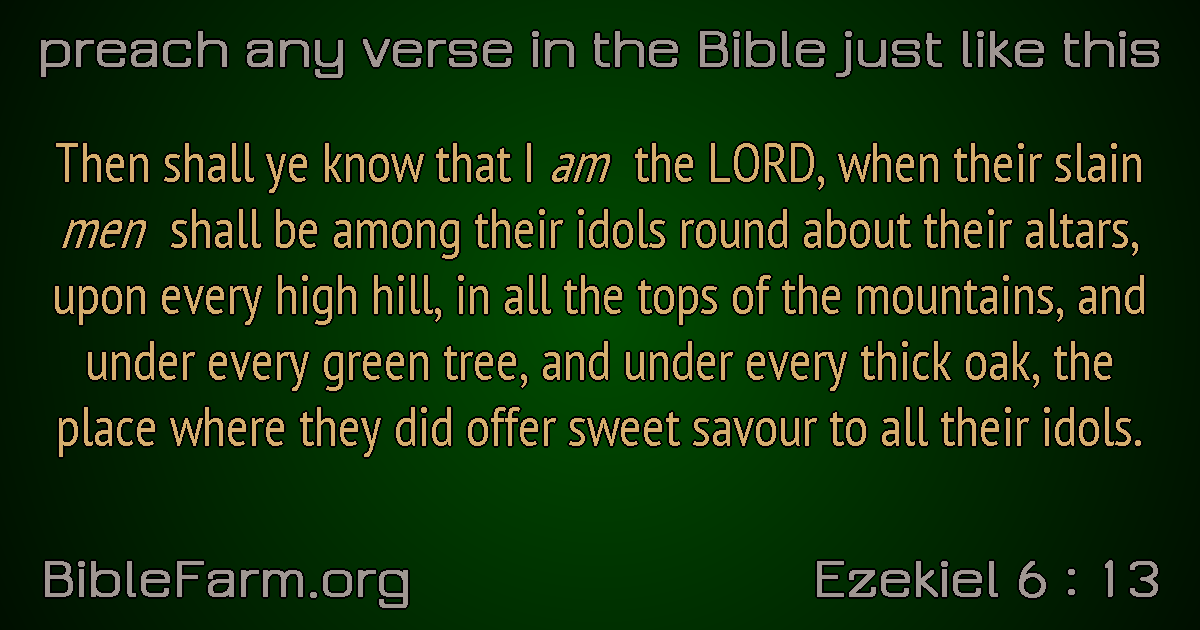 preach any verse in the Bible just like this
Then shall ye know that I am the LORD, when their slain
men shall be among their idols round about their altars,
upon every high hill, in all the tops of the mountains, and
under every green tree, and under every thick oak, the
place where they did offer sweet savour to all their idols.
BibleFarm.org
Ezekiel 6 : 13